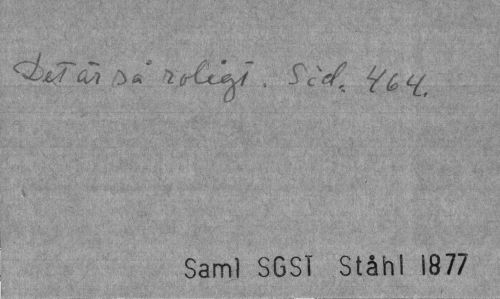 Det är så roligt. Sid. 464.
Saml SGST Ståhl 1877